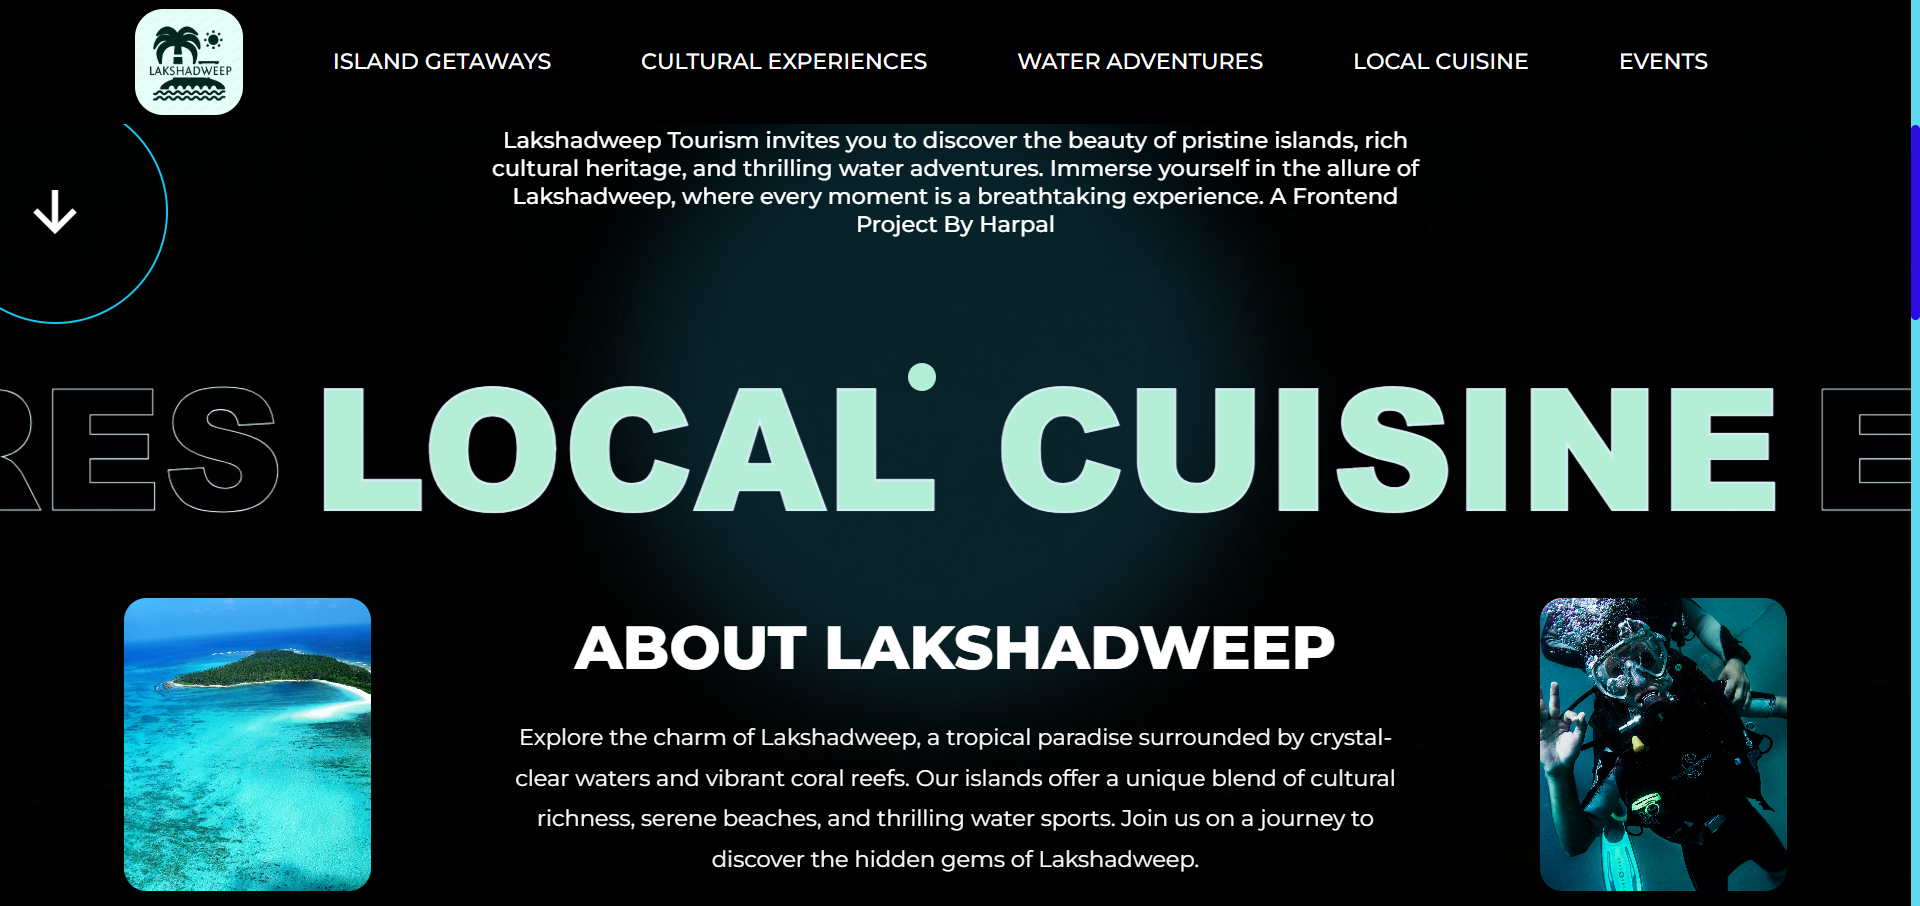 LAKSHADWEEP
ISLAND GETAWAYS
CULTURAL EXPERIENCES
WATER ADVENTURES
LOCAL CUISINE
EVENTS
Lakshadweep Tourism invites you to discover the beauty of pristine islands, rich
cultural heritage, and thrilling water adventures. Immerse yourself in the allure of
Lakshadweep, where every moment is a breathtaking experience. A Frontend
Project By Harpal
RES LOCAL CUISINE E
ABOUT LAKSHADWEEP
Explore the charm of Lakshadweep, a tropical paradise surrounded by crystal-
clear waters and vibrant coral reefs. Our islands offer a unique blend of cultural
richness, serene beaches, and thrilling water sports. Join us on a journey to
discover the hidden gems of Lakshadweep.